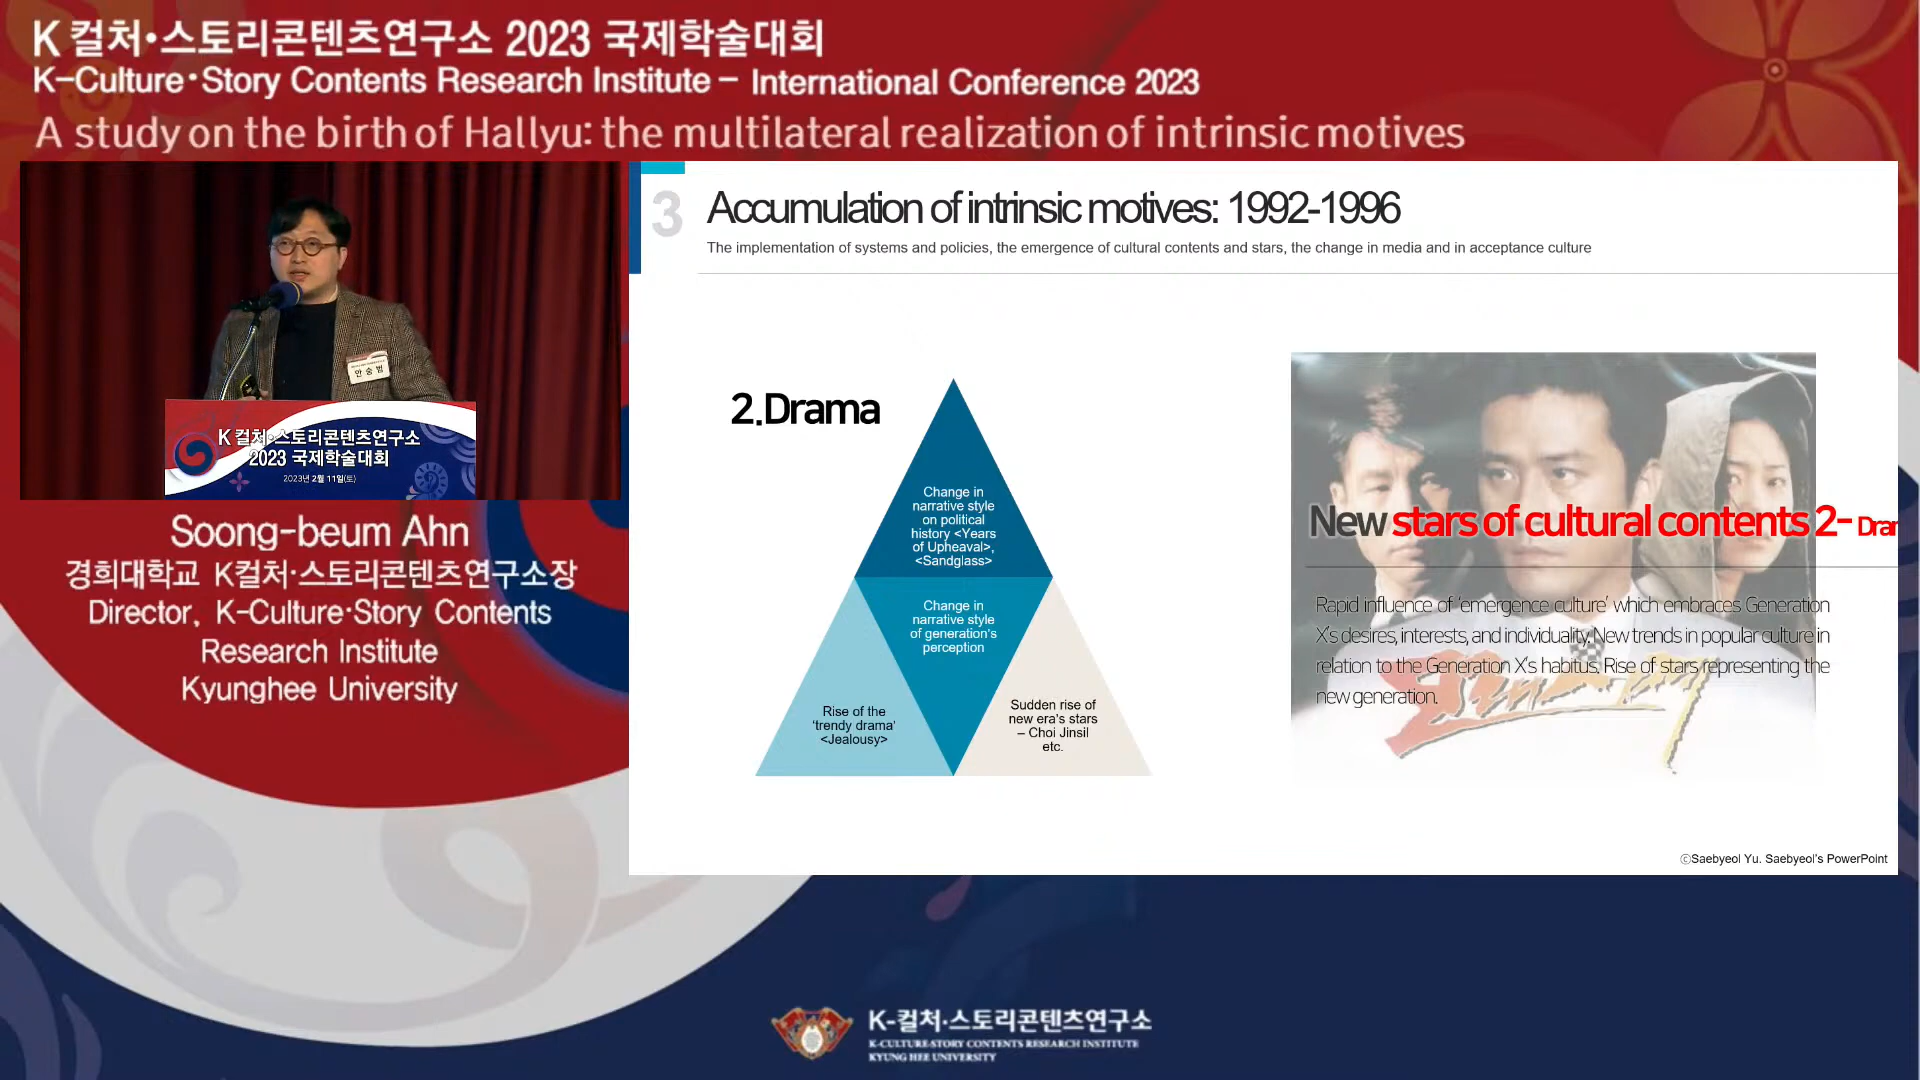 K컬처·스토리콘텐츠연구소 2023 국제학술대회
K-Culture·Story Contents Research Institute - International Conference 2023
A study on the birth of Hallyu: the multilateral realization of intrinsic motives
안숭범
K컬처·스토리콘텐츠연구소
2023 국제학술대회
2023년 2월 11일(토)
Soong-beum Ahn
경희대학교 K컬처·스토리콘텐츠연구소장
Director, K-Culture·Story Contents
Research Institute
Kyunghee University
3
Accumulation of intrinsic motives: 1992-1996
The implementation of systems and policies, the emergence of cultural contents and stars, the change in media and in acceptance culture
2.Drama
Change in
narrative style
on political
history <Years
of Upheaval>,
<Sandglass>
Change in
narrative style
of generation's
perception
Rise of the
'trendy drama'
<Jealousy>
Sudden rise of
new era's stars
– Choi Jinsil
etc.
New stars of cultural contents 2- Drar
Rapid influence of 'emergence culture' which embraces Generation
X's desires, interests, and individuality. New trends in popular culture in
relation to the Generation X's habitus. Rise of stars representing the
new generation.
모래시계
ⓒSaebyeol Yu. Saebyeol's PowerPoint
K-컬처·스토리콘텐츠연구소
K-CULTURE·STORY CONTENTS RESEARCH INSTITUTE
KYUNG HEE UNIVERSITY